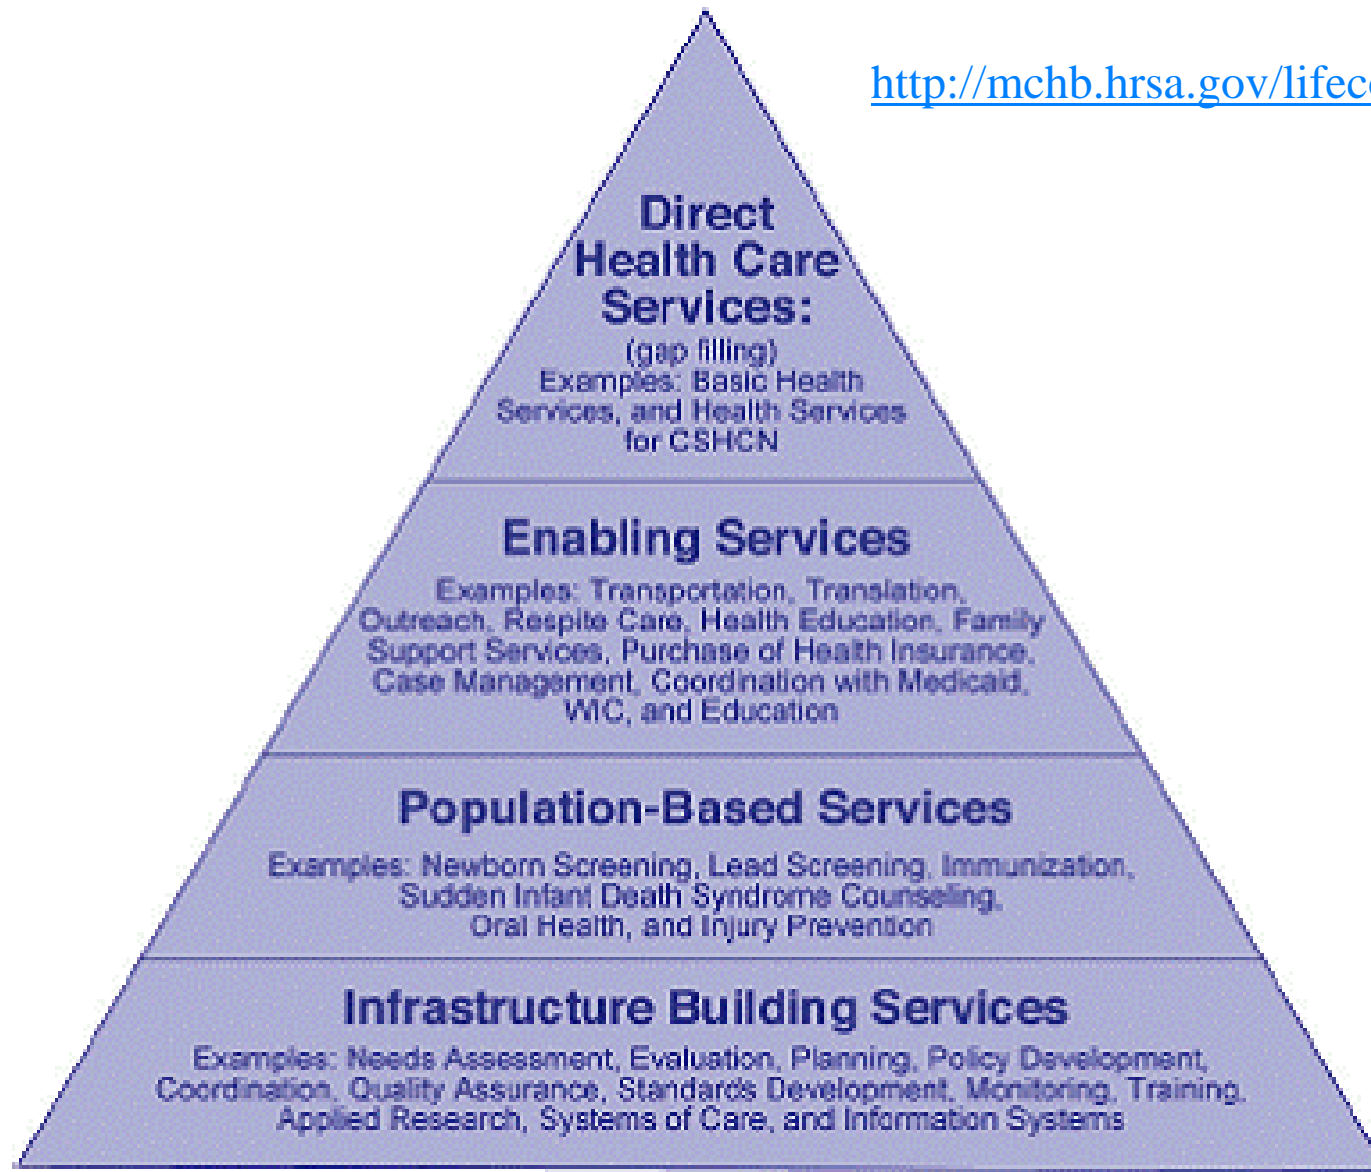 http://mchb.hrsa.gov/lifec
Direct
Health Care
Services:
(gap filling)
Examples: Basic Health
Services, and Health Services
for CSHCN
Enabling Services
Examples: Transportation, Translation,
Outreach, Respite Care, Health Education, Family
Support Services, Purchase of Health Insurance,
Case Management, Coordination with Medicaid,
WIC, and Education
Population-Based Services
Examples: Newborn Screening, Lead Screening, Immunization,
Sudden Infant Death Syndrome Counseling,
Oral Health, and Injury Prevention
Infrastructure Building Services
Examples: Needs Assessment, Evaluation, Planning, Policy Development,
Coordination, Quality Assurance, Standards Development, Monitoring, Training,
Applied Research, Systems of Care, and Information Systems